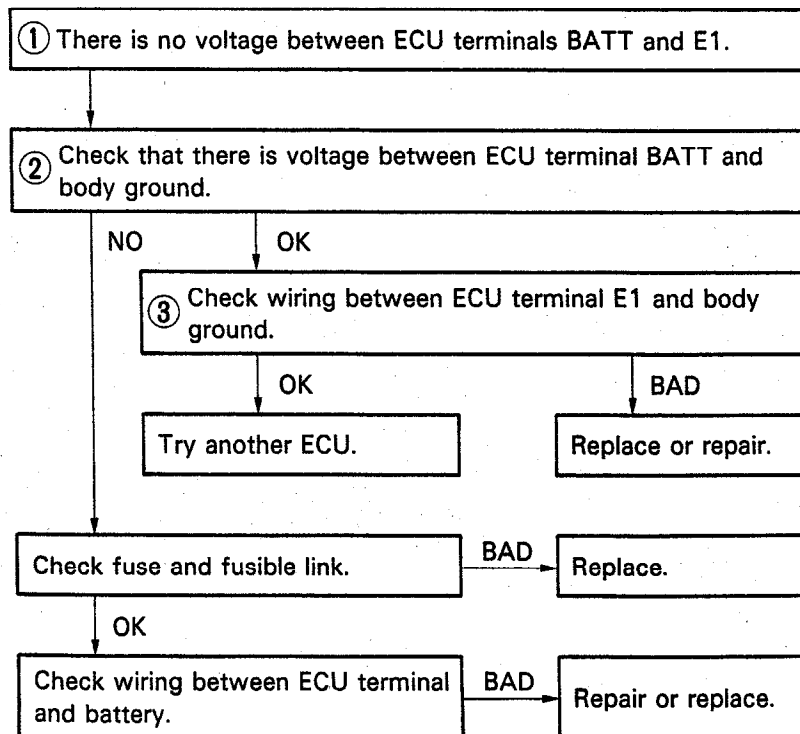 ① There is no voltage between ECU terminals BATT and E1.
② Check that there is voltage between ECU terminal BATT and
body ground.
NO
OK
③ Check wiring between ECU terminal E1 and body
ground.
OK
BAD
Try another ECU.
Replace or repair.
Check fuse and fusible link.
BAD
Replace.
OK
Check wiring between ECU terminal
and battery.
BAD
Repair or replace.